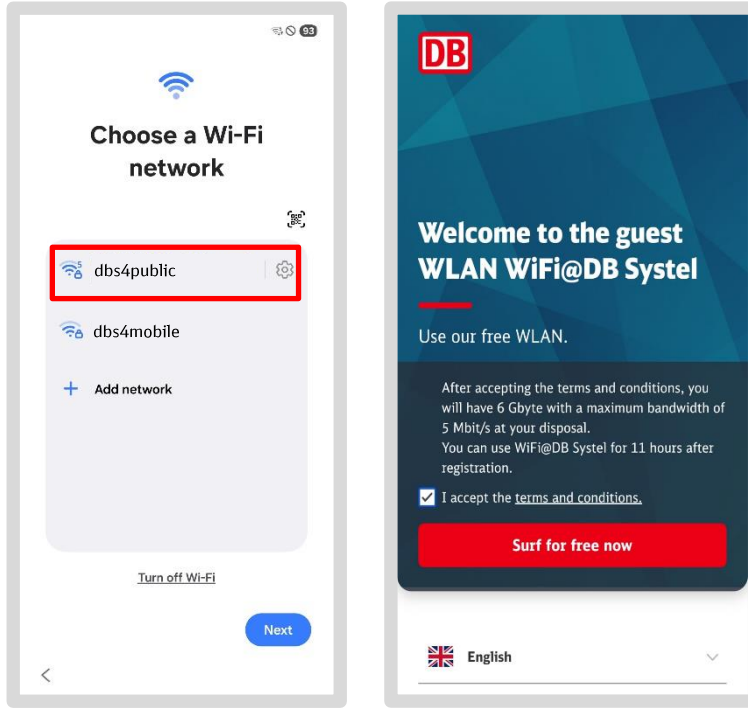 93
Choose a Wi-Fi
network
5
dbs4public
dbs4mobile
+ Add network
Turn off Wi-Fi
Next
DB
Welcome to the guest
WLAN WiFi@DB Systel
Use our free WLAN.
After accepting the terms and conditions, you
will have 6 Gbyte with a maximum bandwidth of
5 Mbit/s at your disposal.
You can use WiFi@DB Systel for 11 hours after
registration.
I accept the terms and conditions.
Surf for free now
English